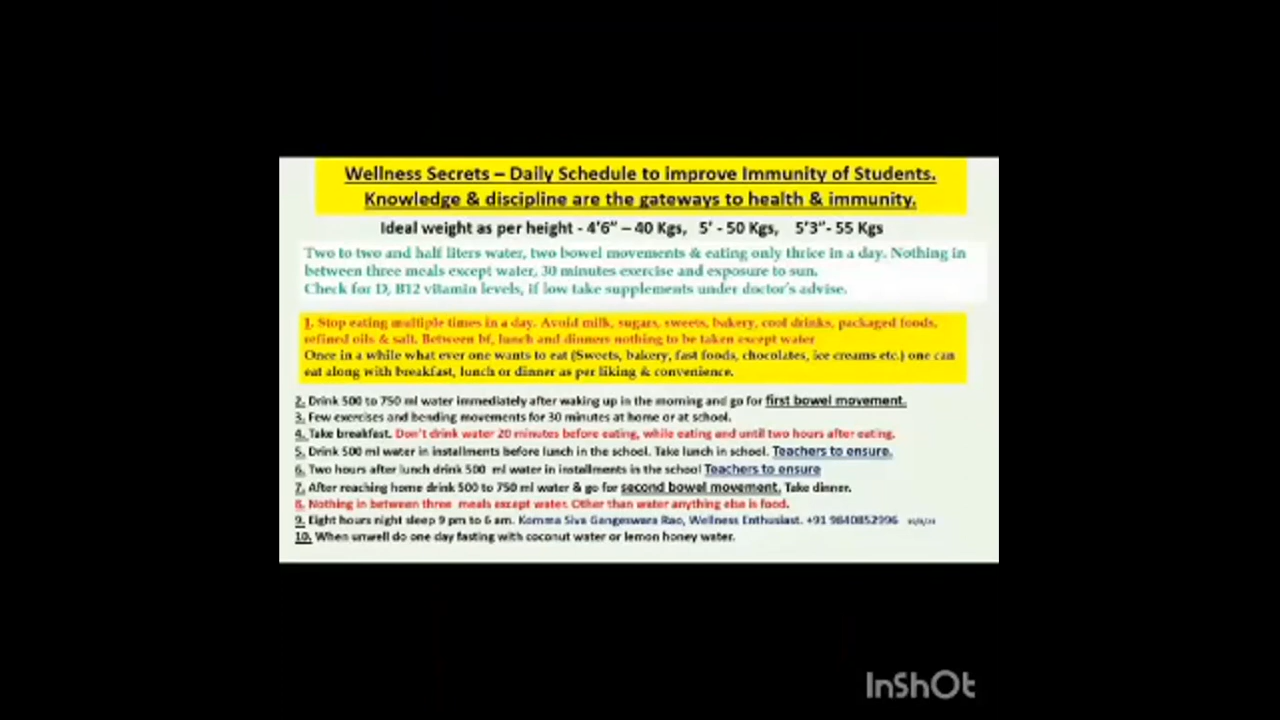 Wellness Secrets – Daily Schedule to improve Immunity of Students.
Knowledge & discipline are the gateways to health & immunity.
Ideal weight as per height - 4'6" – 40 Kgs, 5' - 50 Kgs, 5'3"- 55 Kgs
Two to two and half liters water, two bowel movements & eating only thrice in a day. Nothing in
between three meals except water, 30 minutes exercise and exposure to sun.
Check for D, B12 vitamin levels, if low take supplements under doctor's advise.
1. Stop eating multiple times in a day. Avoid milk, sugars, sweets, bakery, cool drinks, packaged foods,
refined oils & salt. Between bf, lunch and dinners nothing to be taken except water
Once in a while what ever one wants to eat (Sweets, bakery, fast foods, chocolates, ice creams etc.) one can
eat along with breakfast, lunch or dinner as per liking & convenience.
2. Drink 500 to 750 ml water immediately after waking up in the morning and go for first bowel movement.
3. Few exercises and bending movements for 30 minutes at home or at school.
4. Take breakfast. Don't drink water 20 minutes before eating, while eating and until two hours after eating.
5. Drink 500 ml water in installments before lunch in the school. Take lunch in school. Teachers to ensure.
6. Two hours after lunch drink 500 ml water in installments in the school Teachers to ensure
7. After reaching home drink 500 to 750 ml water & go for second bowel movement. Take dinner.
8. Nothing in between three meals except water. Other than water anything else is food.
9. Eight hours night sleep 9 pm to 6 am. Komma Siva Gangeswara Rao, Wellness Enthusiast. +91 9840852996
10. When unwell do one day fasting with coconut water or lemon honey water.
InShOt